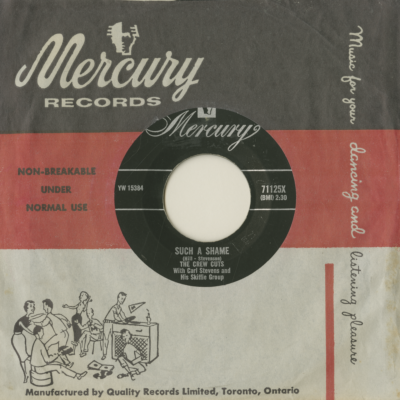 Mercury
RECORDS
Music for your dancing and listening pleasure
NON-BREAKABLE
UNDER
NORMAL USE
Mercury
YW 15384
71125X
(BMI) 2:30
SUCH A SHAME
THE CREW CUTS
With Carl Stevens and
His Skiffle Group
Manufactured by Quality Records Limited, Toronto, Ontario